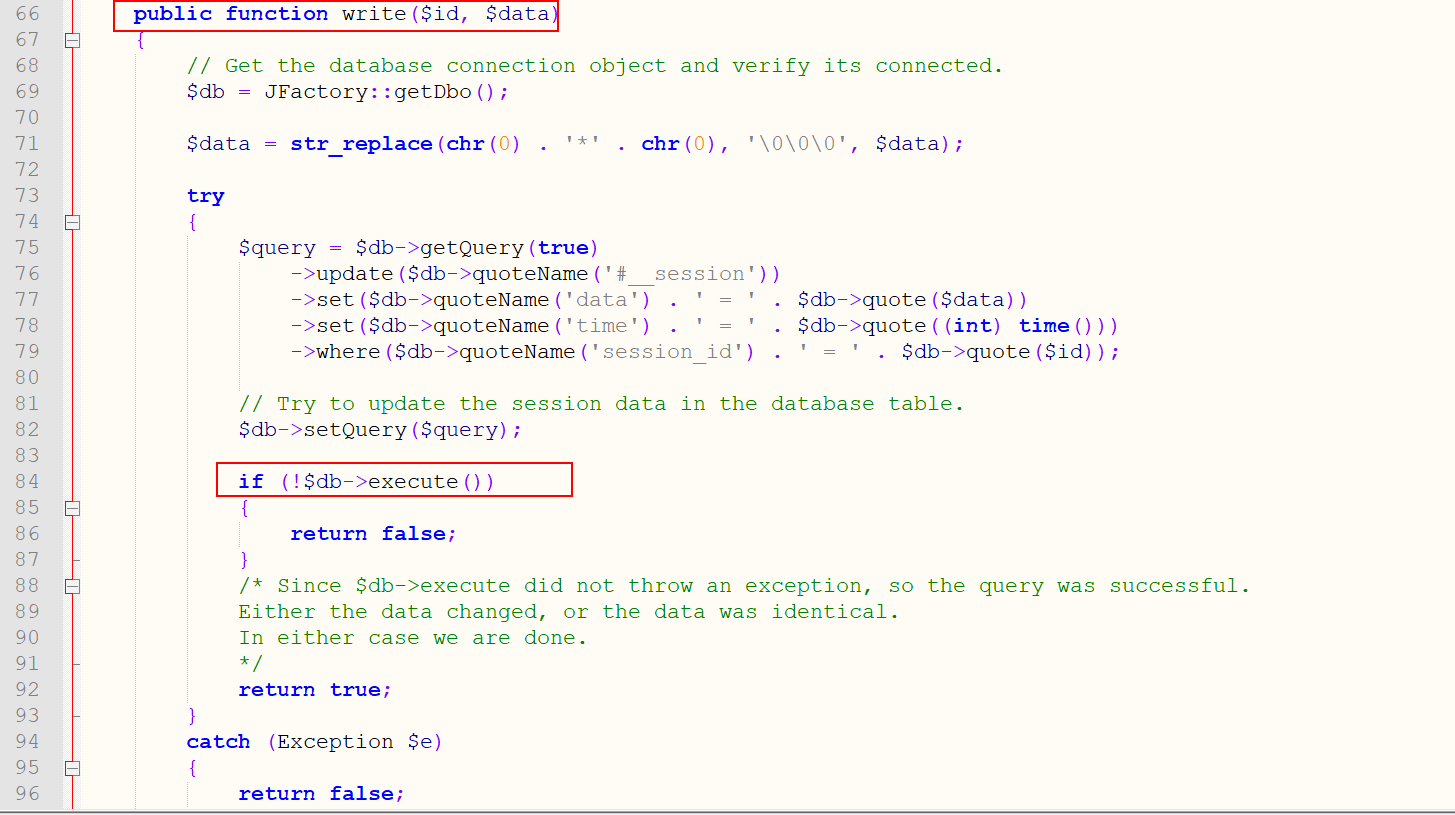 66 public function write($id, $data)
67 {
68 // Get the database connection object and verify its connected.
69 $db = JFactory::getDbo();
70
71 $data = str_replace(chr(0) . '*' . chr(0), '\0\0\0', $data);
72
73 try
74 {
75 $query = $db->getQuery(true)
76 ->update($db->quoteName('#__session'))
77 ->set($db->quoteName('data') . ' = ' . $db->quote($data))
78 ->set($db->quoteName('time') . ' = ' . $db->quote((int) time()))
79 ->where($db->quoteName('session_id') . ' = ' . $db->quote($id));
80
81 // Try to update the session data in the database table.
82 $db->setQuery($query);
83
84 if (!$db->execute())
85 {
86 return false;
87 }
88 /* Since $db->execute did not throw an exception, so the query was successful.
89 Either the data changed, or the data was identical.
90 In either case we are done.
91 */
92 return true;
93 }
94 catch (Exception $e)
95 {
96 return false;